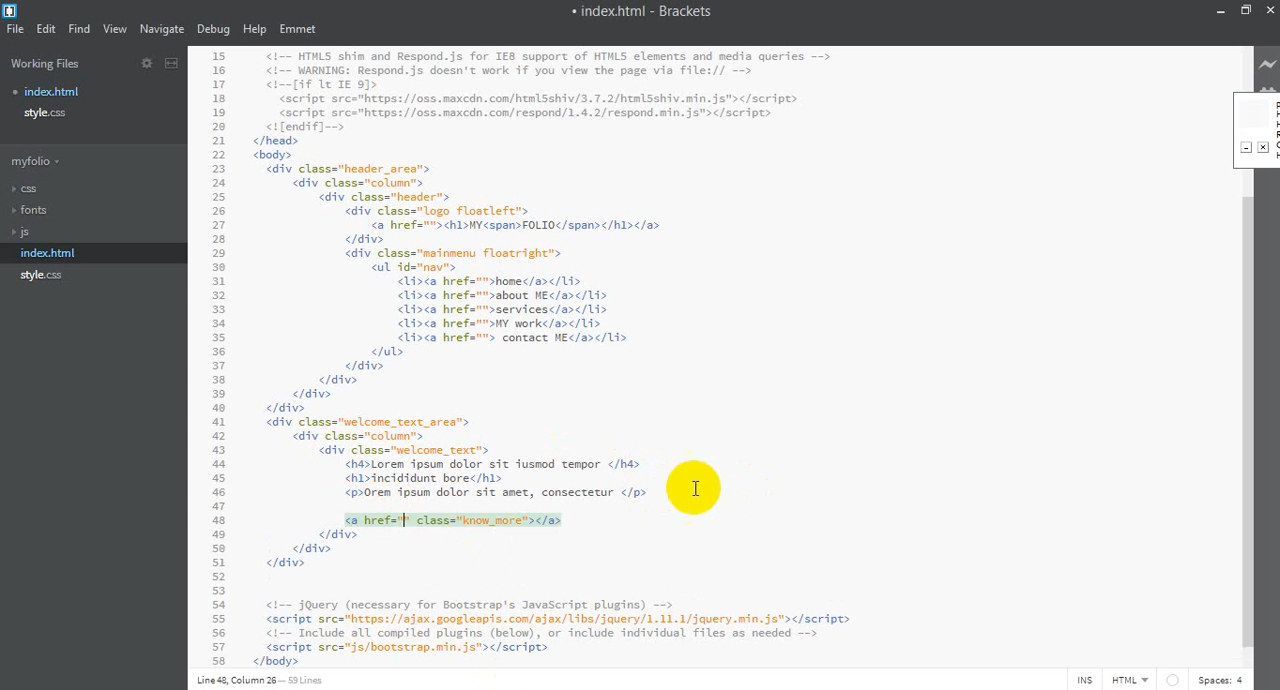 • index.html - Brackets
File Edit Find View Navigate Debug Help Emmet
Working Files
• index.html
style.css
myfolio
css
fonts
js
index.html
style.css
15 <!-- HTML5 shim and Respond.js for IE8 support of HTML5 elements and media queries -->
16 <!-- WARNING: Respond.js doesn't work if you view the page via file:// -->
17 <!--[if lt IE 9]>
18 <script src="https://oss.maxcdn.com/html5shiv/3.7.2/html5shiv.min.js"></script>
19 <script src="https://oss.maxcdn.com/respond/1.4.2/respond.min.js"></script>
20 <![endif]-->
21 </head>
22 <body>
23 <div class="header_area">
24 <div class="column">
25 <div class="header">
26 <div class="logo floatleft">
27 <a href=""><h1>MY<span>FOLIO</span></h1></a>
28 </div>
29 <div class="mainmenu floatright">
30 <ul id="nav">
31 <li><a href="">home</a></li>
32 <li><a href="">about ME</a></li>
33 <li><a href="">services</a></li>
34 <li><a href="">MY work</a></li>
35 <li><a href=""> contact ME</a></li>
36 </ul>
37 </div>
38 </div>
39 </div>
40 </div>
41 <div class="welcome_text_area">
42 <div class="column">
43 <div class="welcome_text">
44 <h4>Lorem ipsum dolor sit iusmod tempor </h4>
45 <h1>incididunt bore</h1>
46 <p>Orem ipsum dolor sit amet, consectetur </p>
47
48 <a href="" class="know_more"></a>
49 </div>
50 </div>
51 </div>
52
53
54 <!-- jQuery (necessary for Bootstrap's JavaScript plugins) -->
55 <script src="https://ajax.googleapis.com/ajax/libs/jquery/1.11.1/jquery.min.js"></script>
56 <!-- Include all compiled plugins (below), or include individual files as needed -->
57 <script src="js/bootstrap.min.js"></script>
58 </body>
Line 48, Column 26 — 59 Lines
INS HTML Spaces: 4